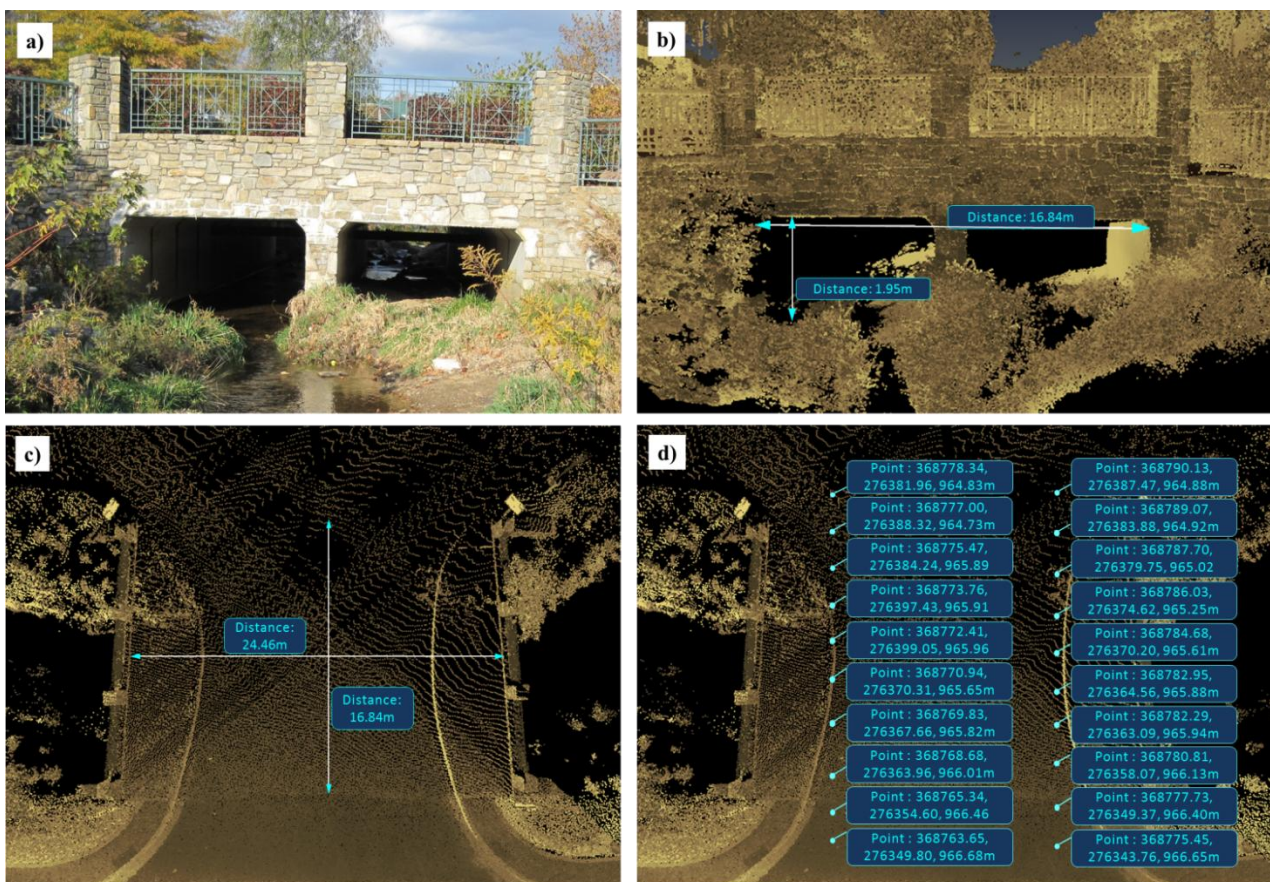 a)
b)
Distance: 16.84m
Distance: 1.95m
c)
Distance:
24.46m
Distance:
16.84m
d)
Point : 368778.34,
276381.96, 964.83m
Point : 368777.00,
276388.32, 964.73m
Point : 368775.47,
276384.24, 965.89
Point : 368773.76,
276397.43, 965.91
Point : 368772.41,
276399.05, 965.96
Point : 368770.94,
276370.31, 965.65m
Point : 368769.83,
276367.66, 965.82m
Point : 368768.68,
276363.96, 966.01m
Point : 368765.34,
276354.60, 966.46
Point : 368763.65,
276349.80, 966.68m
Point : 368790.13,
276387.47, 964.88m
Point : 368789.07,
276383.88, 964.92m
Point : 368787.70,
276379.75, 965.02
Point : 368786.03,
276374.62, 965.25m
Point : 368784.68,
276370.20, 965.61m
Point : 368782.95,
276364.56, 965.88m
Point : 368782.29,
276363.09, 965.94m
Point : 368780.81,
276358.07, 966.13m
Point : 368777.73,
276349.37, 966.40m
Point : 368775.45,
276343.76, 966.65m